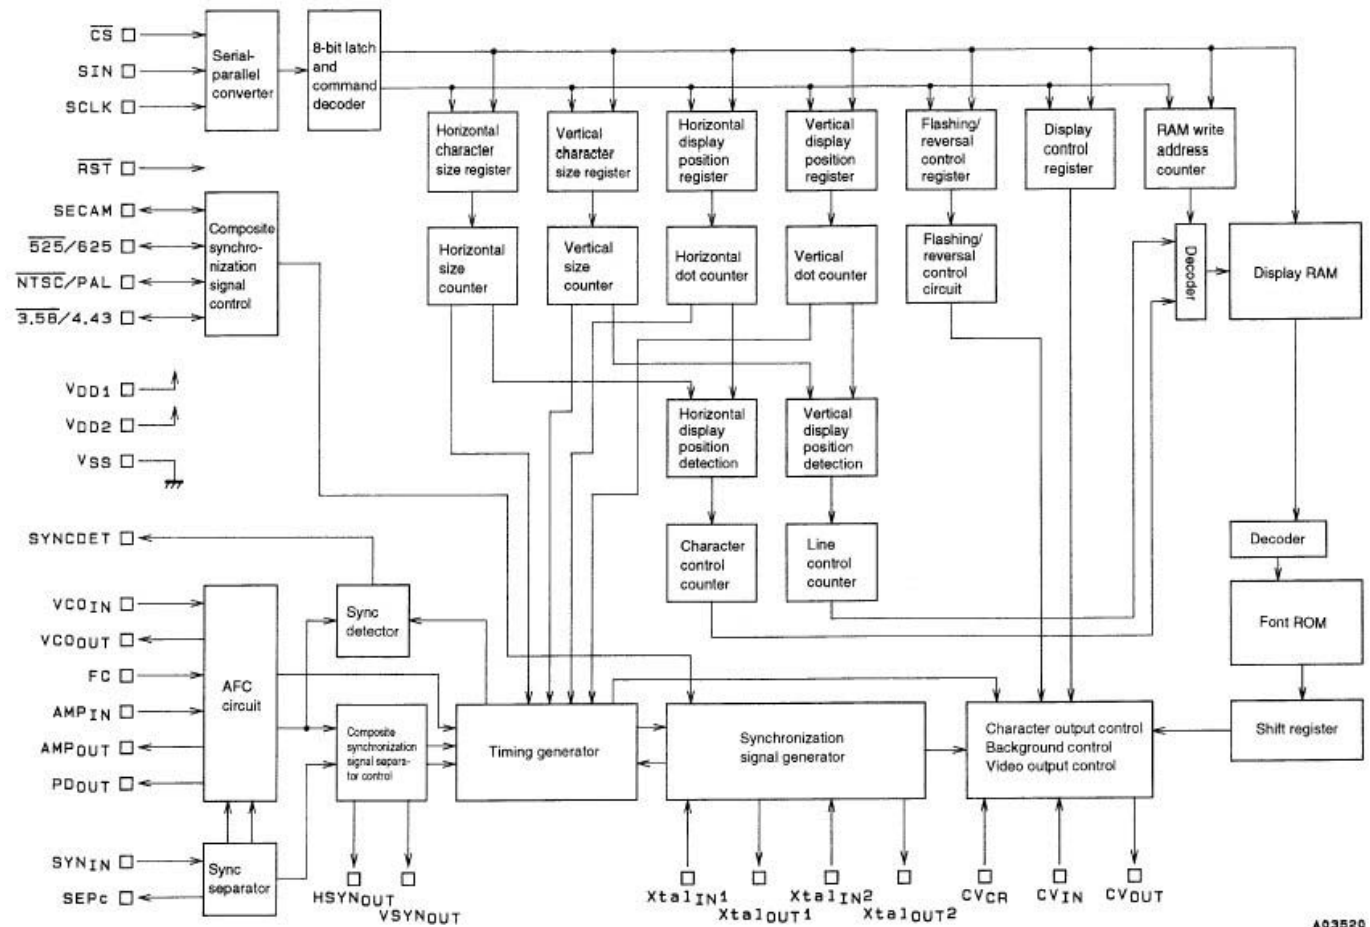 CS
SIN
SCLK
Serial-
parallel
converter
8-bit latch
and
command
decoder
RST
SECAM
525/625
NTSC/PAL
3.58/4.43
Composite
synchro-
nization
signal
control
Horizontal
character
size register
Vertical
character
size register
Horizontal
display
position
register
Vertical
display
position
register
Flashing/
reversal
control
register
Display
control
register
RAM write
address
counter
Horizontal
size
counter
Vertical
size
counter
Horizontal
dot counter
Vertical
dot counter
Flashing/
reversal
control
circuit
Decoder
Display RAM
VDD1
VDD2
VSS
Horizontal
display
position
detection
Vertical
display
position
detection
SYNCDET
Character
control
counter
Line
control
counter
Decoder
Font ROM
Shift register
VCOIN
VCOOUT
FC
AMPIN
AMPOUT
PDOUT
AFC
circuit
Sync
detector
Composite
synchronization
signal separa-
tor control
Timing generator
Synchronization
signal generator
Character output control
Background control
Video output control
SYNIN
SEPC
Sync
separator
HSYNOUT
VSYNOUT
XtalIN1
XtalOUT1
XtalIN2
XtalOUT2
CVCR
CVIN
CVOUT
A03520